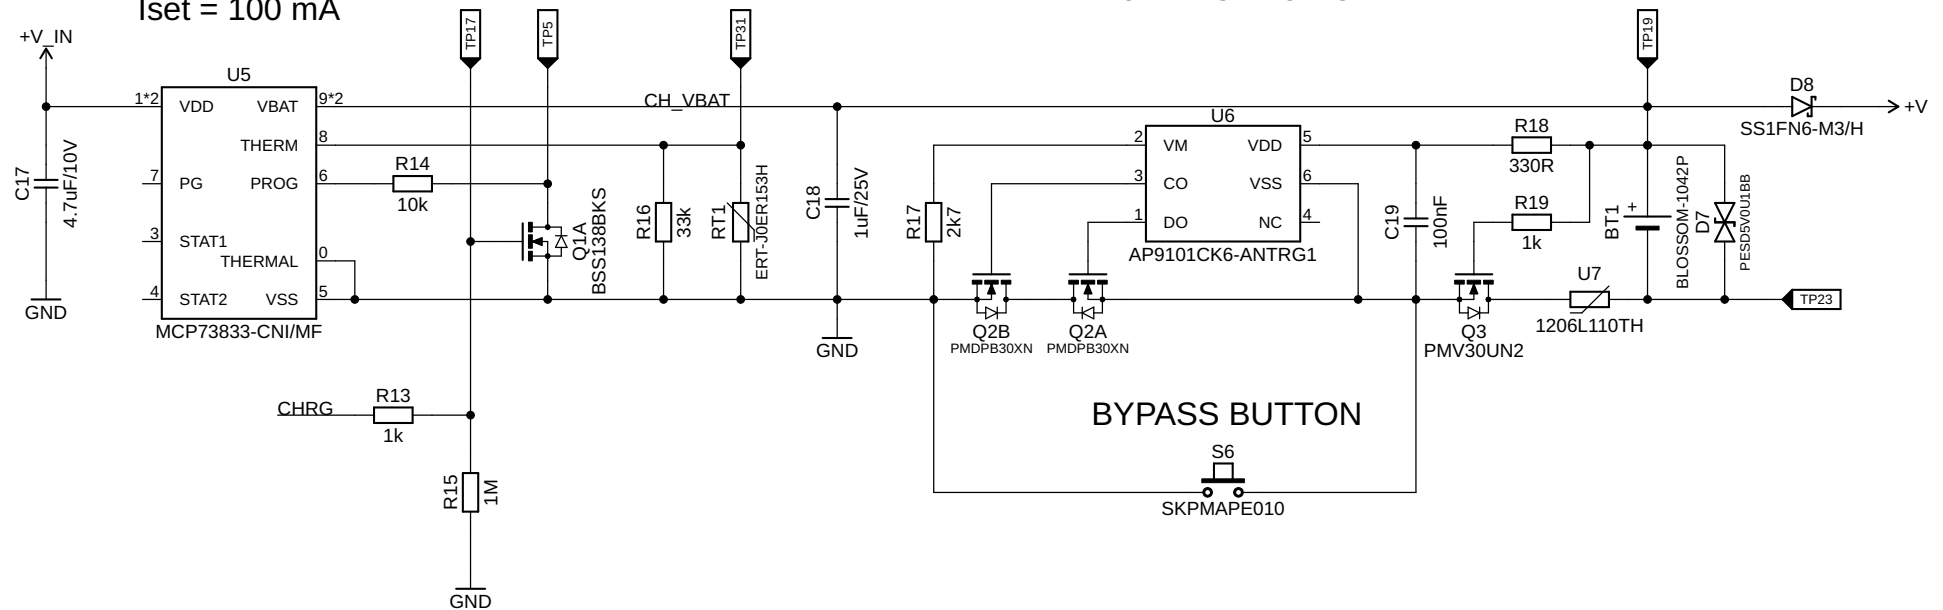 Iset = 100 mA
TP17
TP5
TP31
TP19
+V_IN
U5
1*2
VDD
VBAT
9*2
CH_VBAT
D8
+V
SS1FN6-M3/H
C17
4.7uF/10V
THERM
8
7
PG
PROG
6
R14
10k
3
STAT1
THERMAL
0
4
STAT2
VSS
5
MCP73833-CNI/MF
GND
Q1A
BSS138BKS
R16
33k
RT1
ERT-J0ER153H
C18
1uF/25V
GND
R17
2k7
U6
2
VM
VDD
5
3
CO
VSS
6
1
DO
NC
4
AP9101CK6-ANTRG1
Q2B
PMDPB30XN
Q2A
PMDPB30XN
C19
100nF
R18
330R
R19
1k
Q3
PMV30UN2
U7
1206L110TH
BT1
+
BLOSSOM-1042P
D7
PESD5V0U1BB
TP23
CHRG
R13
1k
R15
1M
GND
BYPASS BUTTON
S6
SKPMAPE010